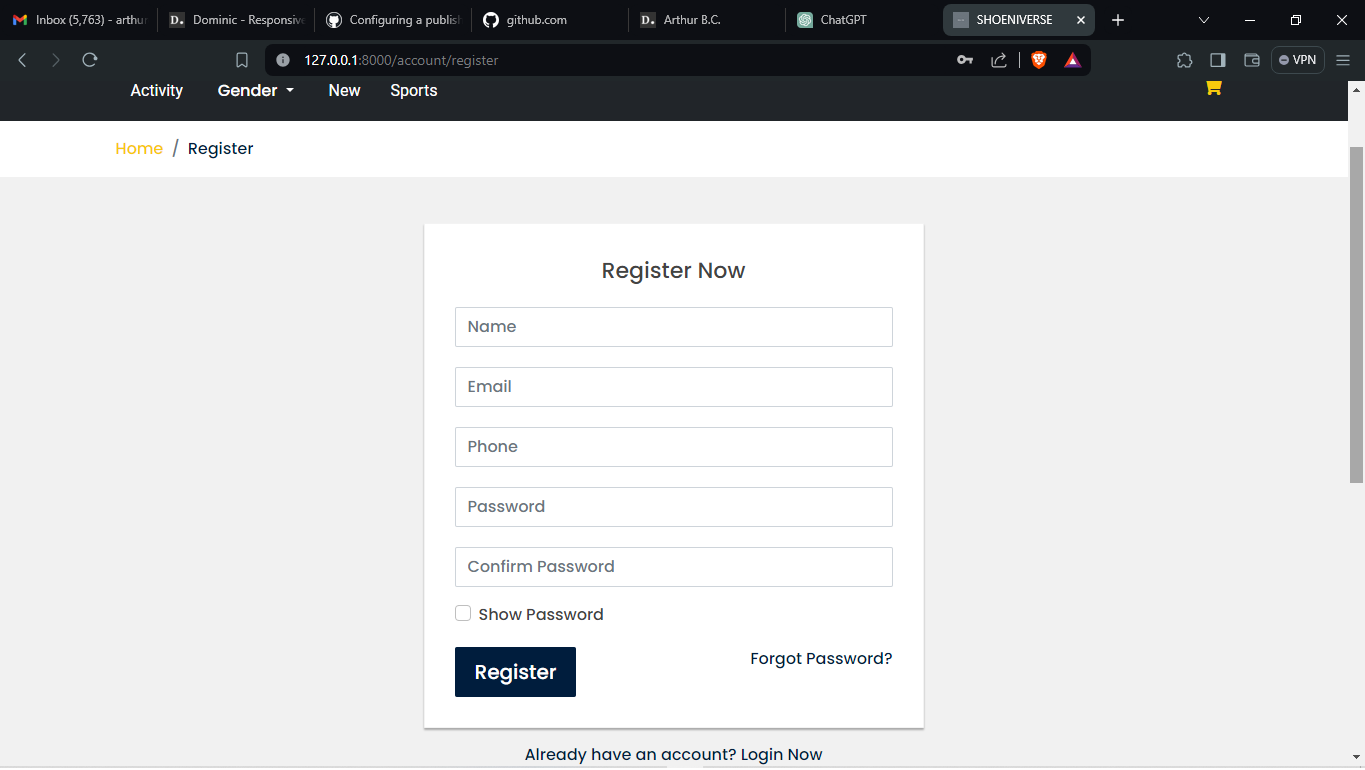 Inbox (5,763) - arthur
Dominic - Responsive
Configuring a publish
github.com
Arthur B.C.
ChatGPT
SHOENIVERSE
127.0.0.1:8000/account/register
VPN
Activity Gender New Sports
Home / Register
Register Now
Name
Email
Phone
Password
Confirm Password
Show Password
Register
Forgot Password?
Already have an account? Login Now